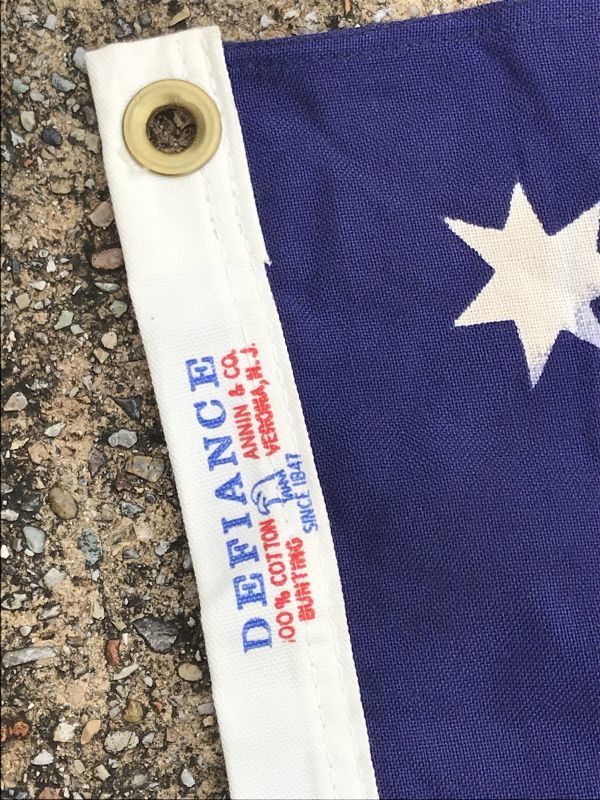 DEFIANCE
100% COTTON
BUNTING
ANNIN & CO.
VERONA, N.J.
SINCE 1847